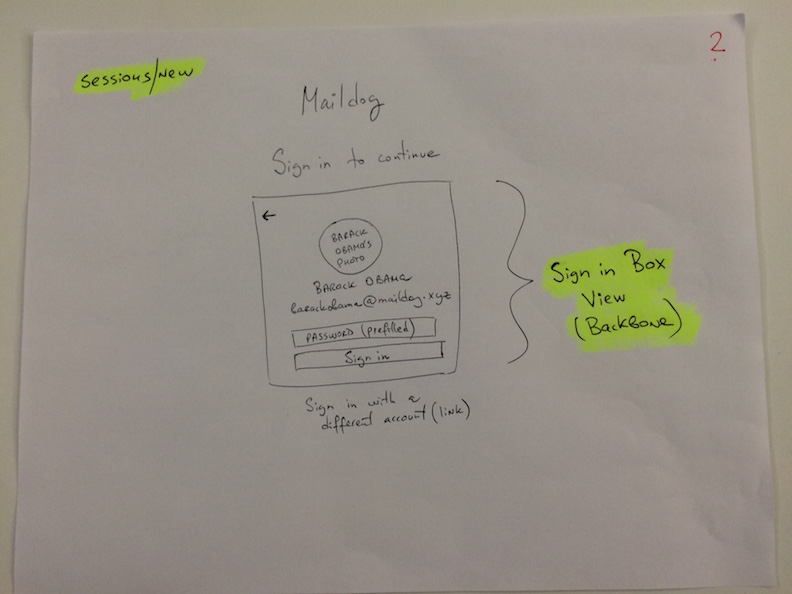 Sessions/New
2.
Maildog
Sign in to continue
←
BARACK
OBAMA'S
PHOTO
BARACK OBAMA
barackobama@maildog.xyz
PASSWORD (prefilled)
Sign in
Sign in with a
different account (link)
Sign in Box
View
(Backbone)